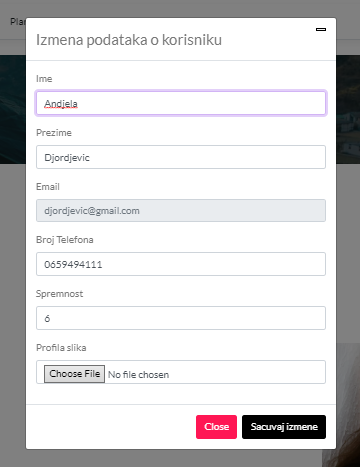 Plan
Izmena podataka o korisniku
Ime
Andjela
Prezime
Djordjevic
Email
djordjevic@gmail.com
Broj Telefona
0659494111
Spremnost
6
Profila slika
Choose File No file chosen
Close Sacuvaj izmene